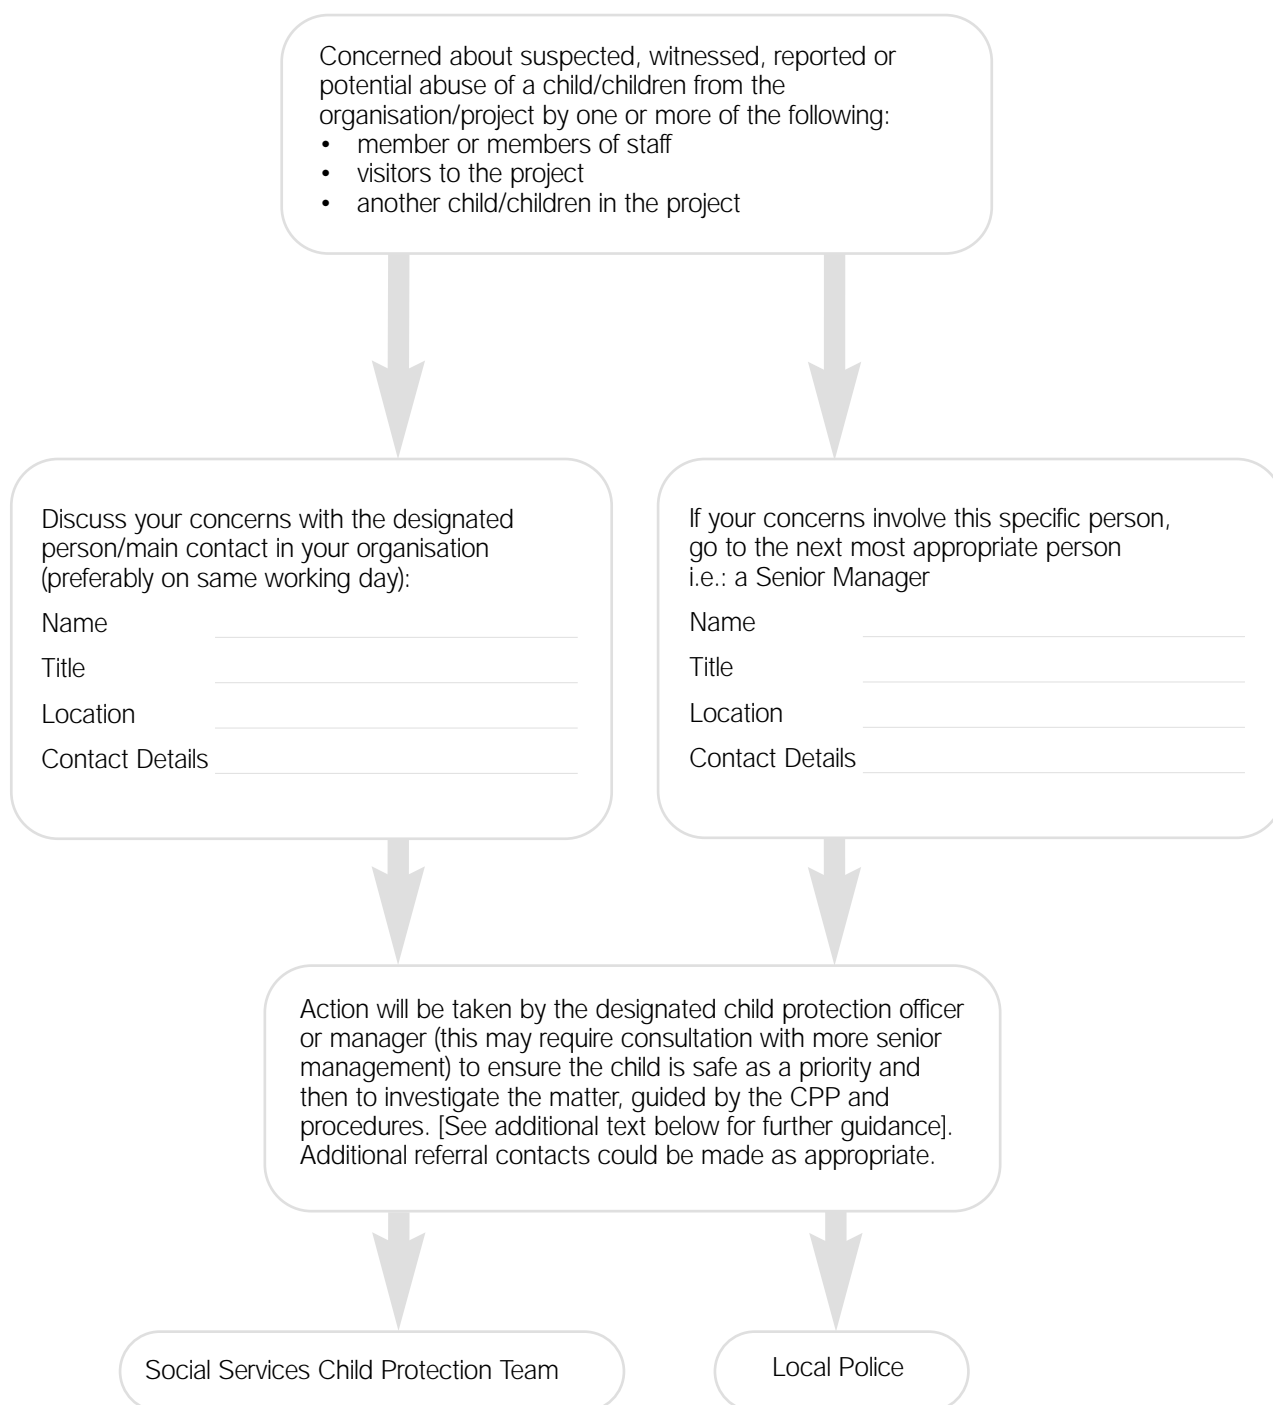 Concerned about suspected, witnessed, reported or
potential abuse of a child/children from the
organisation/project by one or more of the following:
• member or members of staff
• visitors to the project
• another child/children in the project
Discuss your concerns with the designated
person/main contact in your organisation
(preferably on same working day):
Name
Title
Location
Contact Details
If your concerns involve this specific person,
go to the next most appropriate person
i.e.: a Senior Manager
Name
Title
Location
Contact Details
Action will be taken by the designated child protection officer
or manager (this may require consultation with more senior
management) to ensure the child is safe as a priority and
then to investigate the matter, guided by the CPP and
procedures. [See additional text below for further guidance].
Additional referral contacts could be made as appropriate.
Social Services Child Protection Team
Local Police